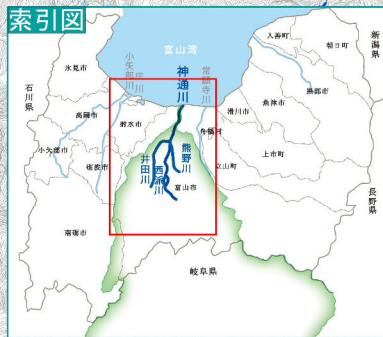 索引図
富山湾
入善町
朝日町
新潟県
黒部市
魚津市
滑川市
舟橋村
上市町
立山町
常願寺川
神通川
小矢部川
庄川
氷見市
石川県
高岡市
射水市
小矢部市
砺波市
南砺市
熊野川
井田川
西派川
富山市
長野県
岐阜県